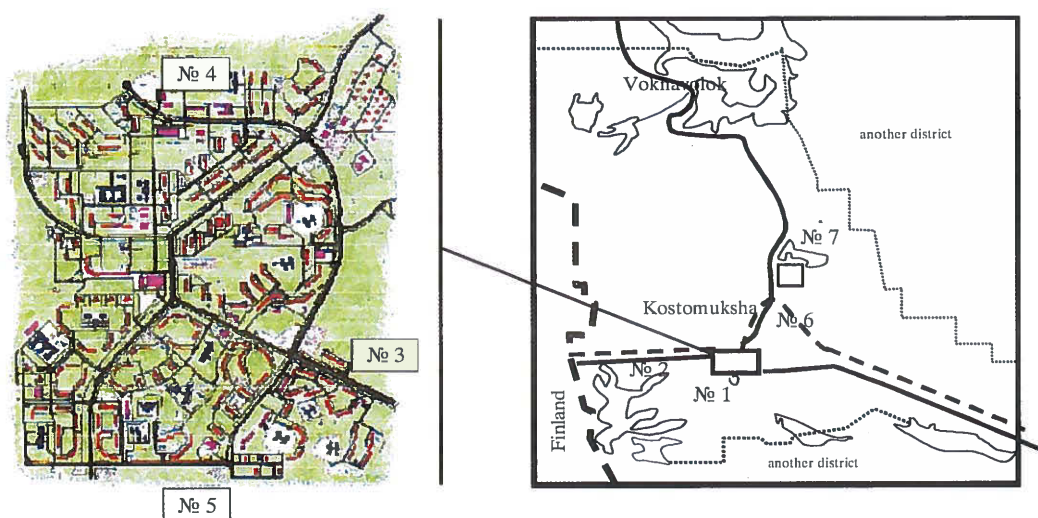 № 4
№ 3
№ 5
Voknavolok
another district
№ 7
Kostomuksha
№ 6
№ 2
№ 1
Finland
another district